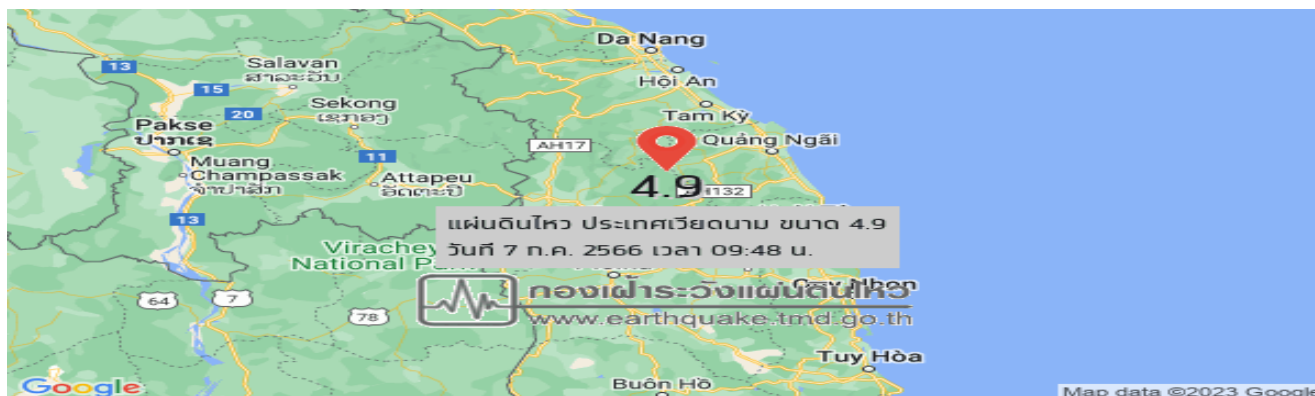 Da Nang
13
Salavan
ສາລະວັນ
Hội An
15
Sekong
ເຊກອງ
Tam Kỳ
20
Pakse
ປາກເຊ
AH17
Quảng Ngãi
Muang
Champassak
ຈຳປາສັກ
11
Attapeu
ອັດຕະປື
4.9
H132
แผ่นดินไหว ประเทศเวียดนาม ขนาด 4.9
วันที่ 7 ก.ค. 2566 เวลา 09:48 น.
13
Virachey
National Park
64
7
78
กองเฝ้าระวังแผ่นดินไหว
www.earthquake.tmd.go.th
Nhon
Tuy Hòa
Buôn Hồ
Google
Map data ©2023 Google